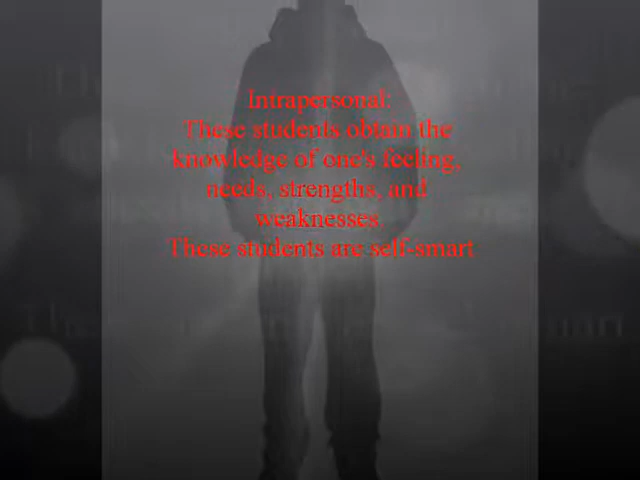 Intrapersonal:
These students obtain the
knowledge of one's feeling,
needs, strengths, and
weaknesses.
These students are self-smart